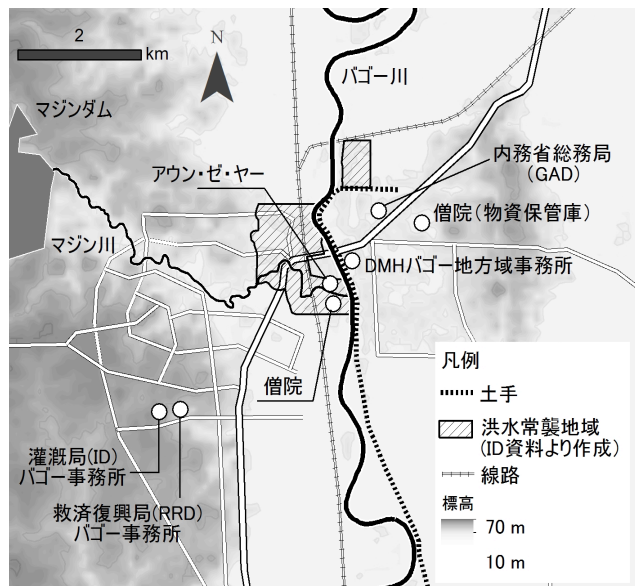 2
km
N
バゴー川
マジンダム
アウン・ゼ・ヤー
内務省総務局
(GAD)
僧院(物資保管庫)
マジン川
DMHバゴー地方域事務所
僧院
灌漑局(ID)
バゴー事務所
救済復興局(RRD)
バゴー事務所
凡例
土手
洪水常襲地域
(ID資料より作成)
線路
標高
70 m
10 m